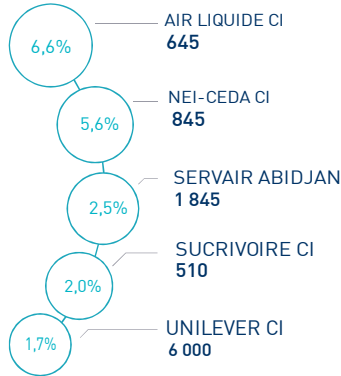 6,6%
AIR LIQUIDE CI
645
5,6%
NEI-CEDA CI
845
2,5%
SERVAIR ABIDJAN
1 845
2,0%
SUCRIVOIRE CI
510
1,7%
UNILEVER CI
6 000